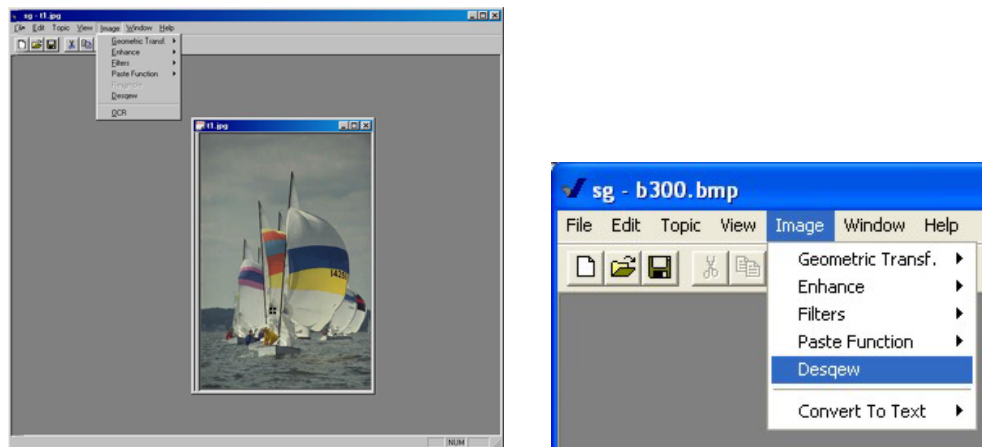 sg - t1.jpg
File Edit Topic View Image Window Help
Geometric Transf.
Enhance
Filters
Paste Function
Desqew
OCR
t1.jpg
NUM
sg - b300.bmp
File Edit Topic View Image Window Help
Geometric Transf.
Enhance
Filters
Paste Function
Desqew
Convert To Text